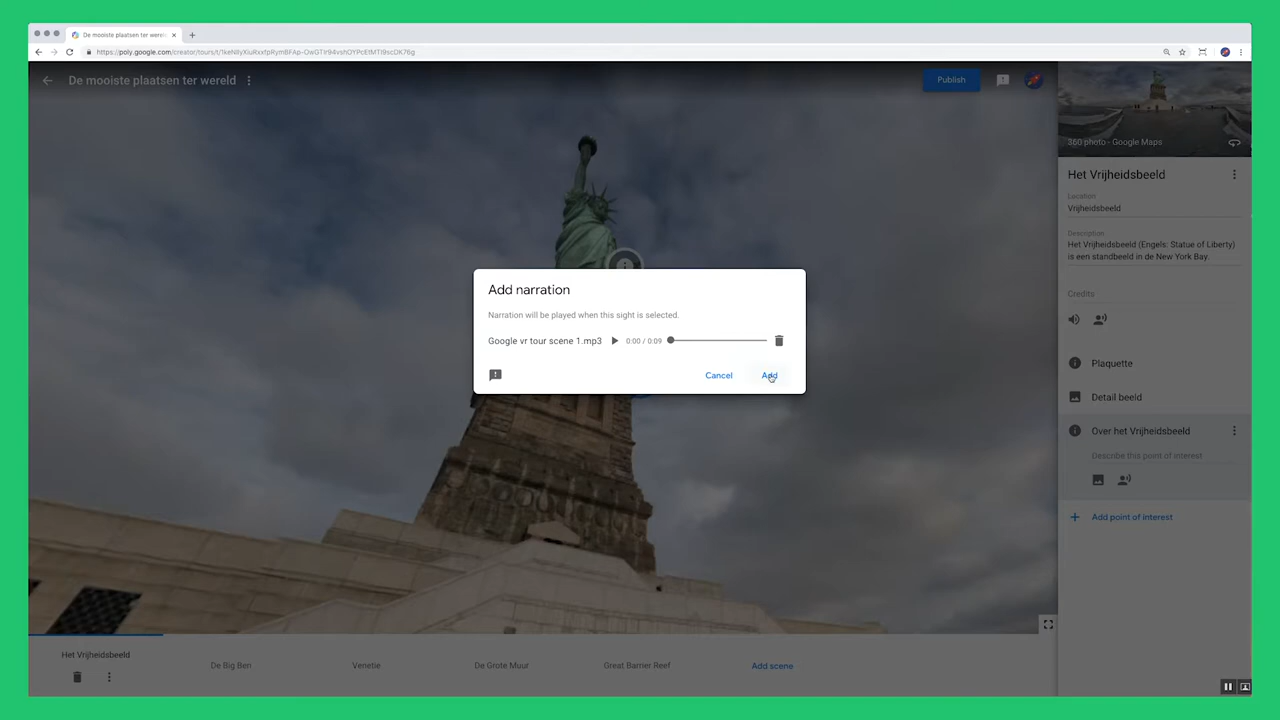 De mooiste plaatsen ter wereld
De mooiste plaatsen ter wereld
Publish
360 photo - Google Maps
Het Vrijheidsbeeld
Location
Vrijheidsbeeld
Description
Het Vrijheidsbeeld (Engels: Statue of Liberty)
is een standbeeld in de New York Bay.
Credits
Plaquette
Detail beeld
Over het Vrijheidsbeeld
Describe this point of interest
Add point of interest
Add narration
Narration will be played when this sight is selected.
Google vr tour scene 1.mp3 0:00 / 0:09
Cancel Add
Het Vrijheidsbeeld
De Big Ben Venetie De Grote Muur Great Barrier Reef Add scene